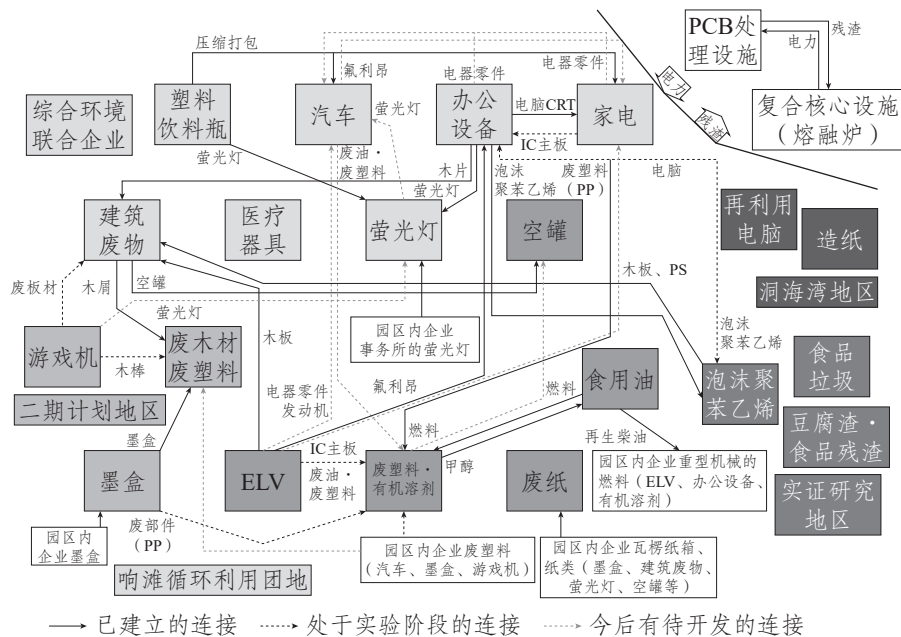 压缩打包
氟利昂
电器零件
电器零件
PCB处
理设施
残渣
电力
综合环境
联合企业
塑料
饮料瓶
汽车
办公
设备
电脑CRT
IC主板
家电
电力
残渣
复合核心设施
(熔融炉)
萤光灯
萤光灯
废油·
废塑料
木片
萤光灯
泡沫
聚苯乙烯
废塑料
(PP)
电脑
建筑
废物
医疗
器具
萤光灯
空罐
再利用
电脑
造纸
洞海湾地区
废板材
木屑
空罐
萤光灯
木板、PS
游戏机
木棒
废木材
废塑料
木板
园区内企业
事务所的萤光灯
泡沫
聚苯乙烯
食品
垃圾
二期计划地区
电器零件
发动机
氟利昂
燃料
食用油
泡沫聚
苯乙烯
豆腐渣·
食品残渣
墨盒
IC主板
燃料
甲醇
再生柴油
墨盒
ELV
废油·
废塑料
废塑料·
有机溶剂
废纸
园区内企业重型机械的
燃料(ELV、办公设备、
有机溶剂)
实证研究
地区
园区内
企业墨盒
废部件
(PP)
园区内企业废塑料
(汽车、墨盒、游戏机)
园区内企业瓦楞纸箱、
纸类(墨盒、建筑废物、
萤光灯、空罐等)
响滩循环利用团地
已建立的连接
处于实验阶段的连接
今后有待开发的连接